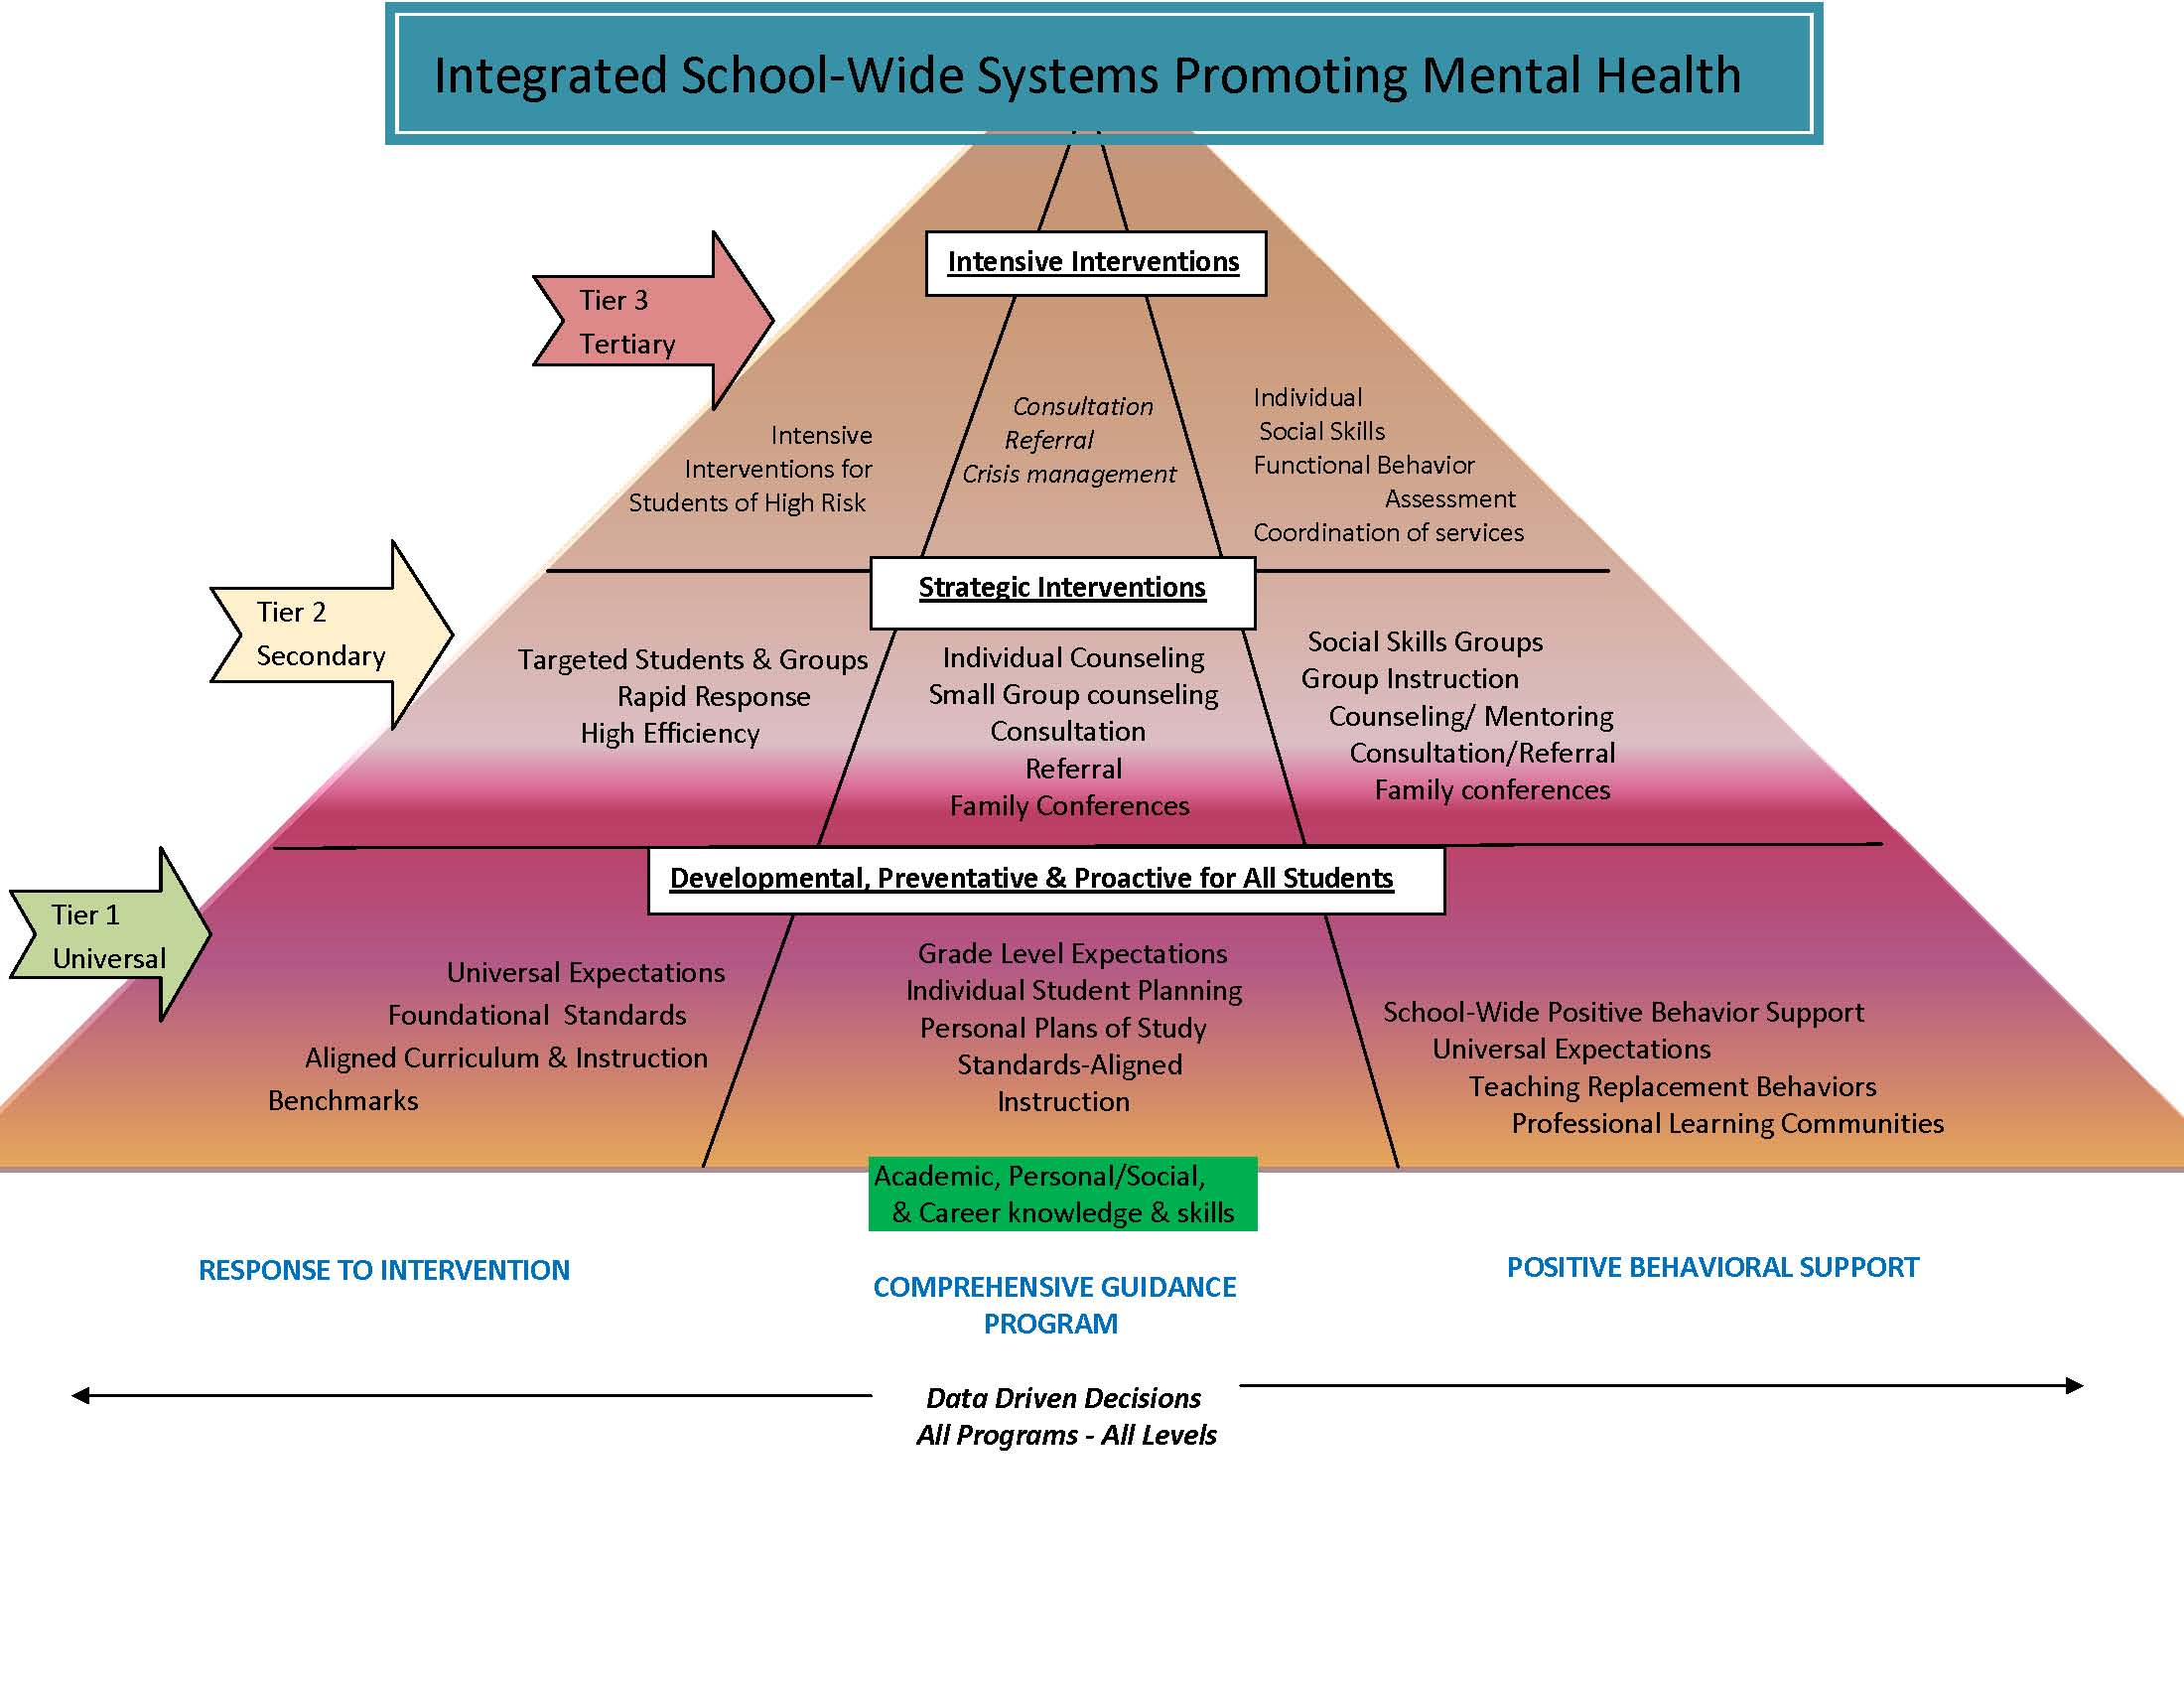 Integrated School-Wide Systems Promoting Mental Health
Intensive Interventions
Tier 3
Tertiary
Intensive
Interventions for
Students of High Risk
Consultation
Referral
Crisis management
Individual
Social Skills
Functional Behavior
Assessment
Coordination of services
Strategic Interventions
Tier 2
Secondary
Targeted Students & Groups
Rapid Response
High Efficiency
Individual Counseling
Small Group counseling
Consultation
Referral
Family Conferences
Social Skills Groups
Group Instruction
Counseling/ Mentoring
Consultation/Referral
Family conferences
Developmental, Preventative & Proactive for All Students
Tier 1
Universal
Universal Expectations
Foundational  Standards
Aligned Curriculum & Instruction
Benchmarks
Grade Level Expectations
Individual Student Planning
Personal Plans of Study
Standards-Aligned
Instruction
School-Wide Positive Behavior Support
Universal Expectations
Teaching Replacement Behaviors
Professional Learning Communities
Academic, Personal/Social,
& Career knowledge & skills
RESPONSE TO INTERVENTION
COMPREHENSIVE GUIDANCE
PROGRAM
POSITIVE BEHAVIORAL SUPPORT
Data Driven Decisions
All Programs - All Levels